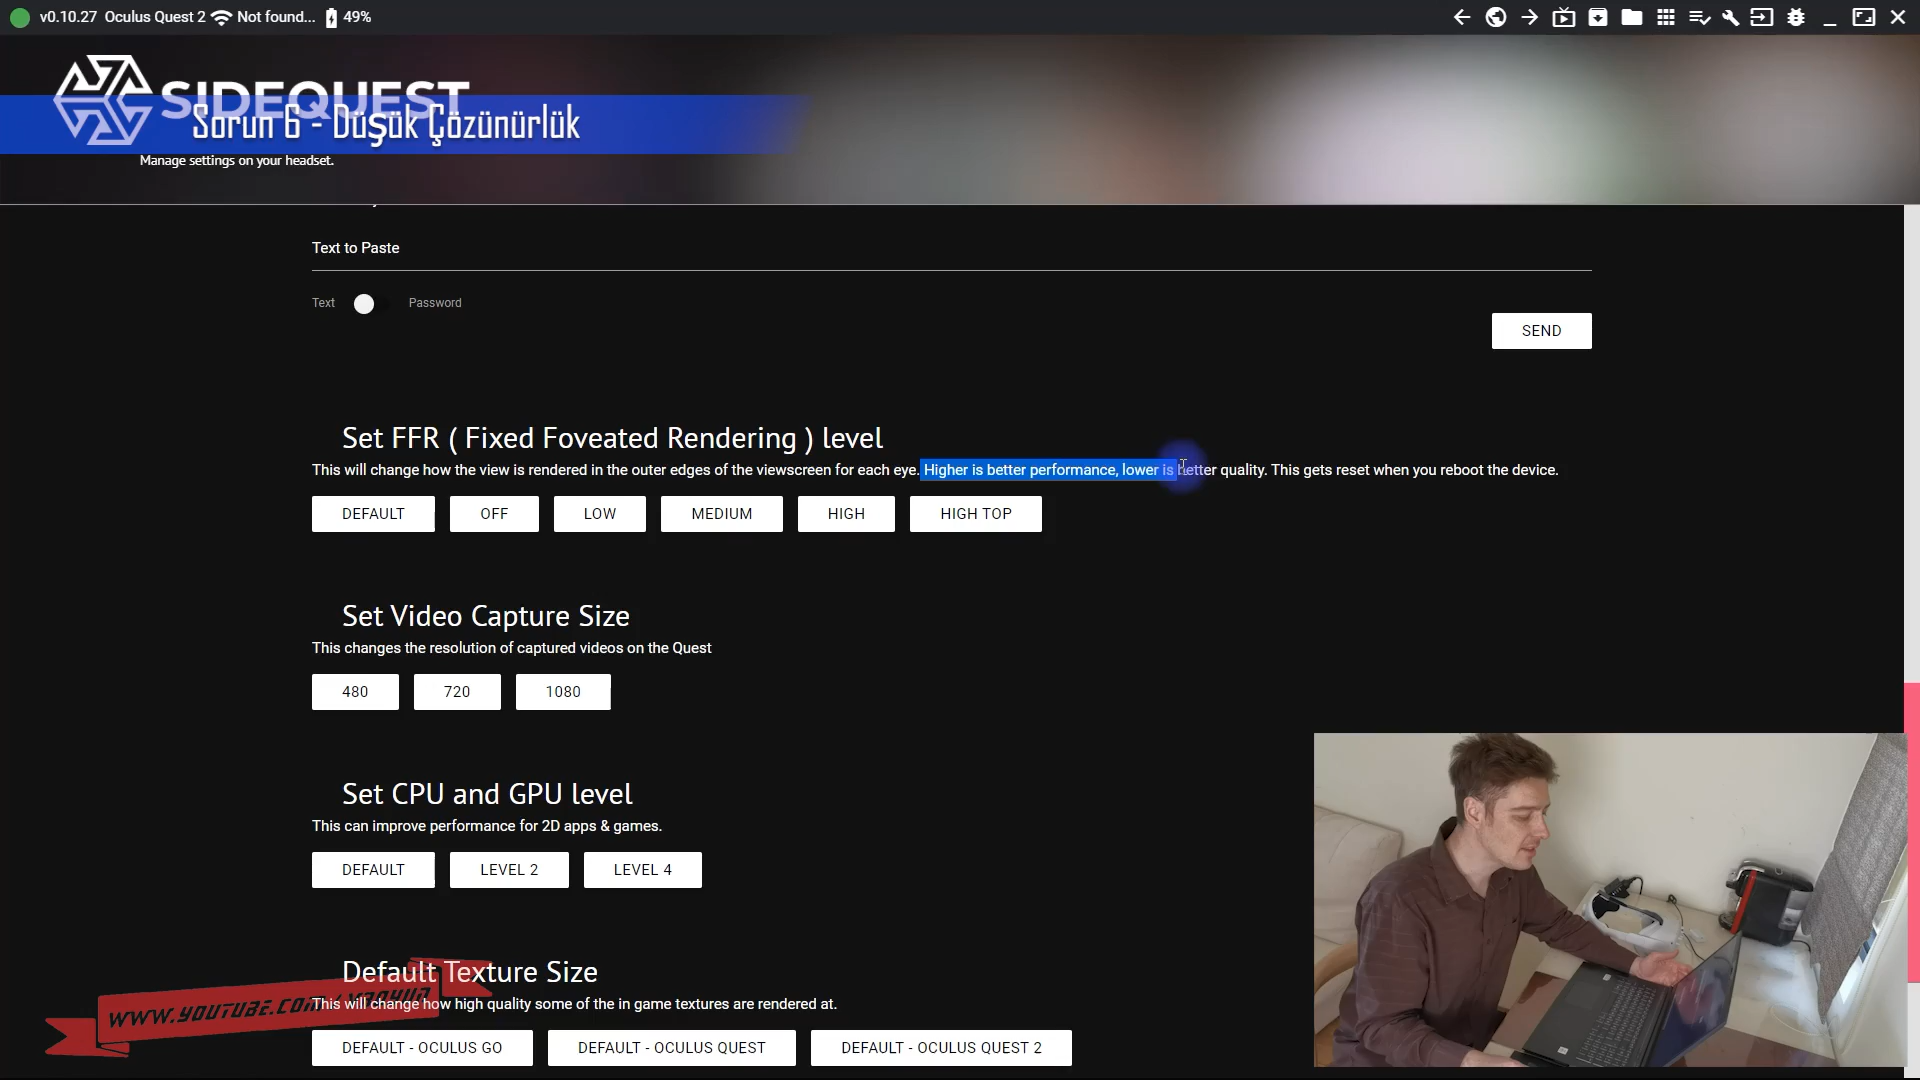 v0.10.27 Oculus Quest 2 Not found... 49%
SIDEQUEST
Sorun 6 - Düşük Çözünürlük
Manage settings on your headset.
Text to Paste
Text Password
SEND
Set FFR ( Fixed Foveated Rendering ) level
This will change how the view is rendered in the outer edges of the viewscreen for each eye. Higher is better performance, lower is better quality. This gets reset when you reboot the device.
DEFAULT OFF LOW MEDIUM HIGH HIGH TOP
Set Video Capture Size
This changes the resolution of captured videos on the Quest
480 720 1080
Set CPU and GPU level
This can improve performance for 2D apps & games.
DEFAULT LEVEL 2 LEVEL 4
Default Texture Size
This will change how high quality some of the in game textures are rendered at.
WWW.YOUTUBE.COM/
DEFAULT - OCULUS GO DEFAULT - OCULUS QUEST DEFAULT - OCULUS QUEST 2